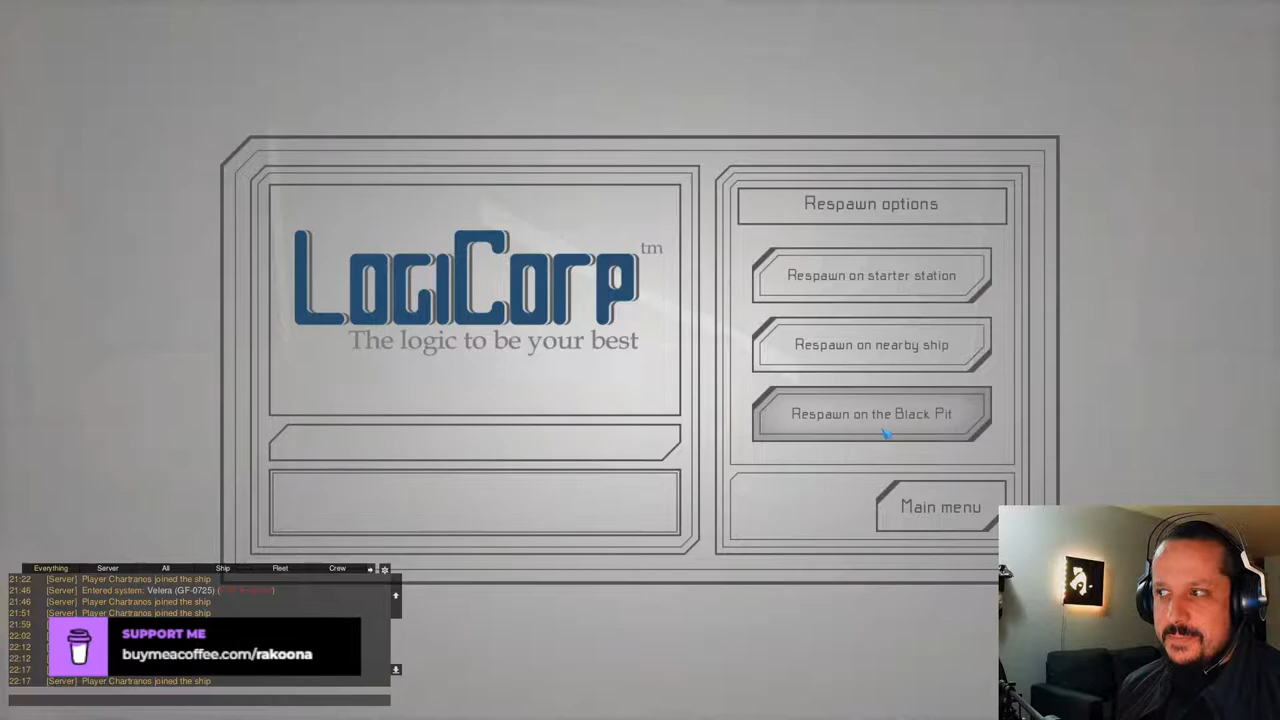 LogiCorp tm
The logic to be your best
Respawn options
Respawn on starter station
Respawn on nearby ship
Respawn on the Black Pit
Main menu
Everything Server All Ship Fleet Crew
21:22 [Server] Player Chartranos joined the ship
21:46 [Server] Entered system: Velera (GF-0725)
21:46 [Server] Player Chartranos joined the ship
21:51 [Server] Player Chartranos joined the ship
21:59 [Server]
22:02
22:12
22:12
22:17
22:17 [Server] Player Chartranos joined the ship
SUPPORT ME
buymeacoffee.com/rakoona